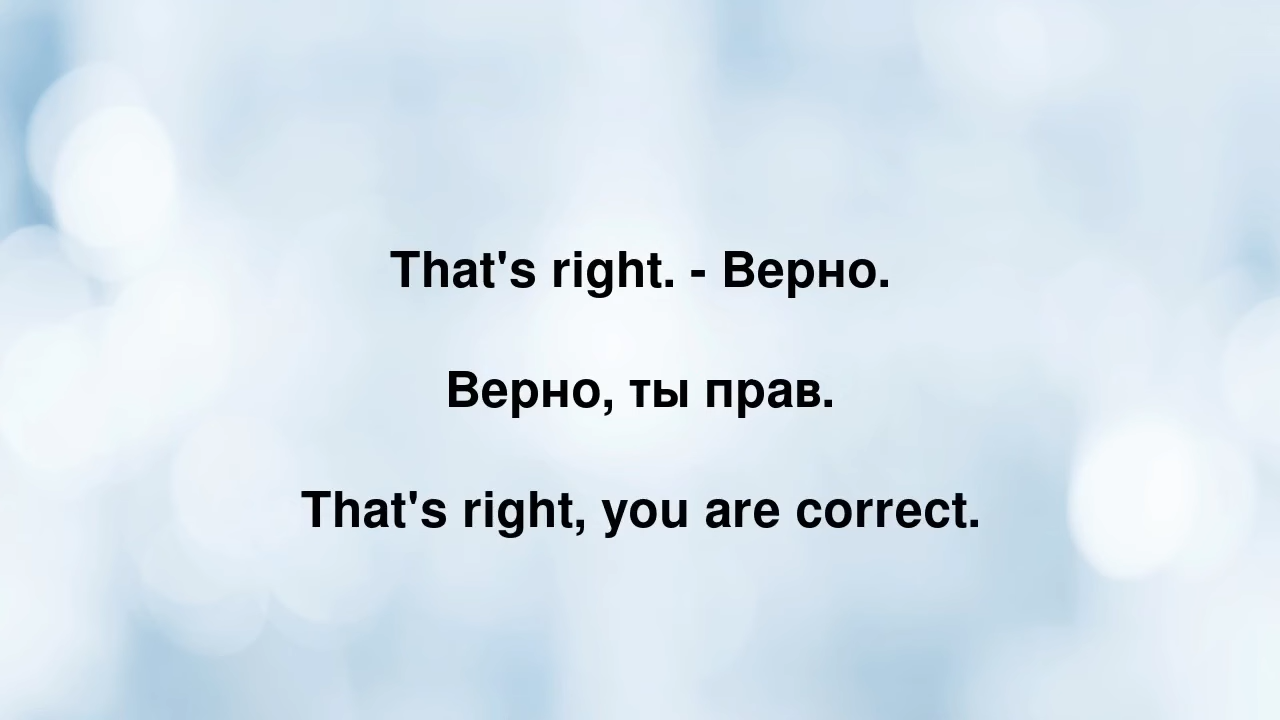 That's right. - Верно.
Верно, ты прав.
That's right, you are correct.